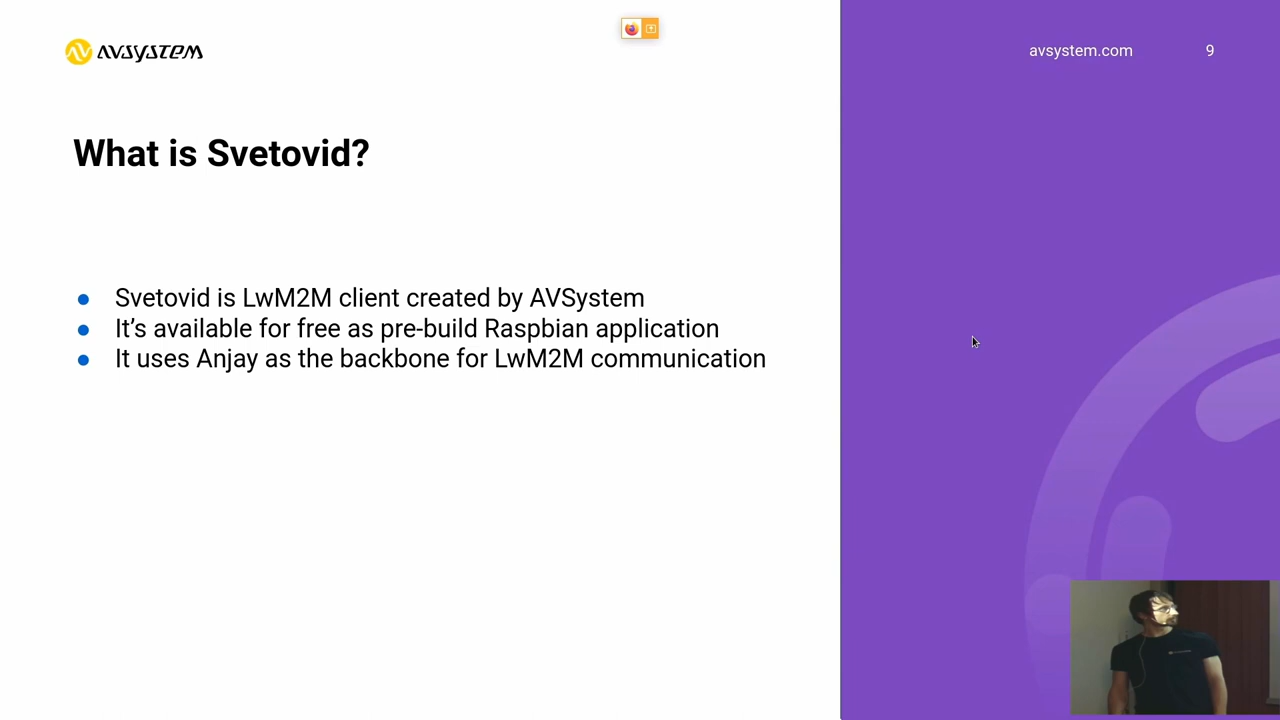 AVSYSTEM
avsystem.com
9
What is Svetovid?
● Svetovid is LwM2M client created by AVSystem
● It’s available for free as pre-build Raspbian application
● It uses Anjay as the backbone for LwM2M communication